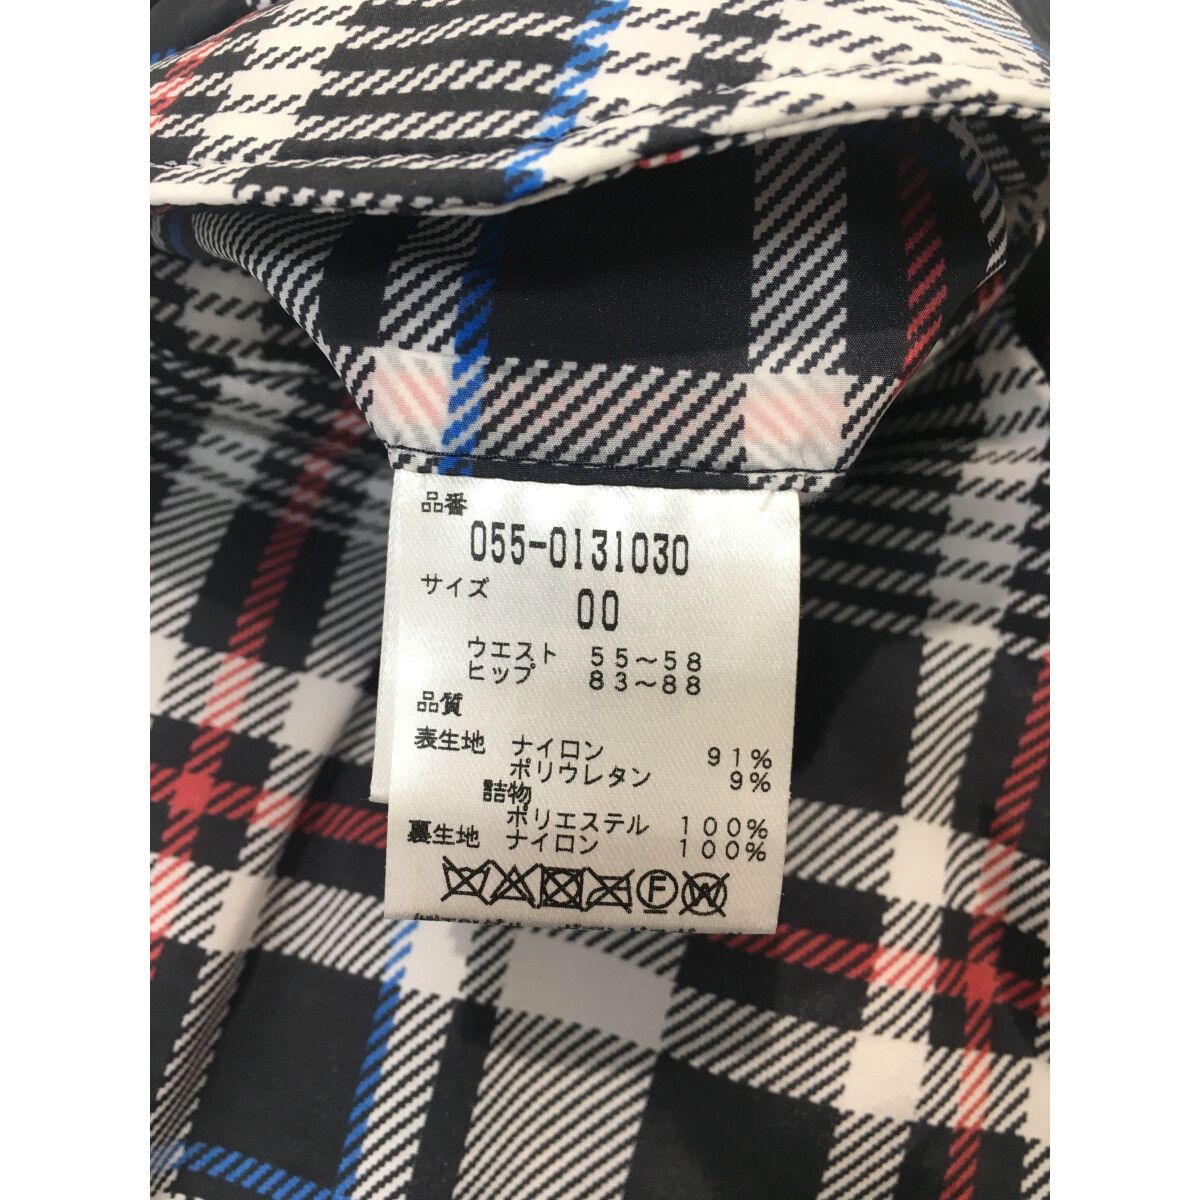 品番
055-0131030
サイズ
00
ウエスト 55~58
ヒップ 83~88
品質
表生地 ナイロン 91%
ポリウレタン 9%
詰物
ポリエステル 100%
裏生地 ナイロン 100%
F W